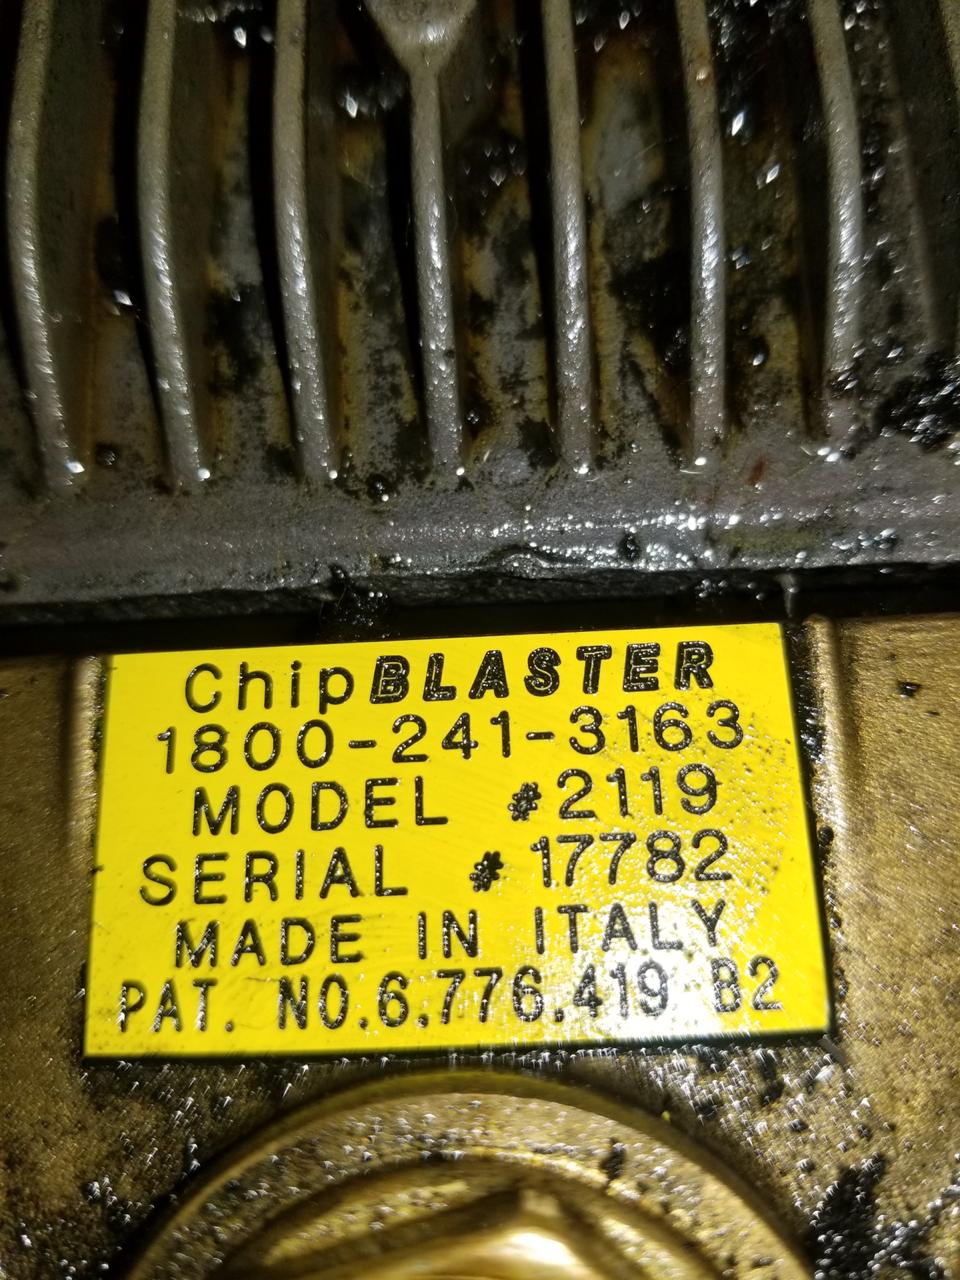 ChipBLASTER
1800-241-3163
MODEL #2119
SERIAL #17782
MADE IN ITALY
PAT. NO.6.776.419 B2